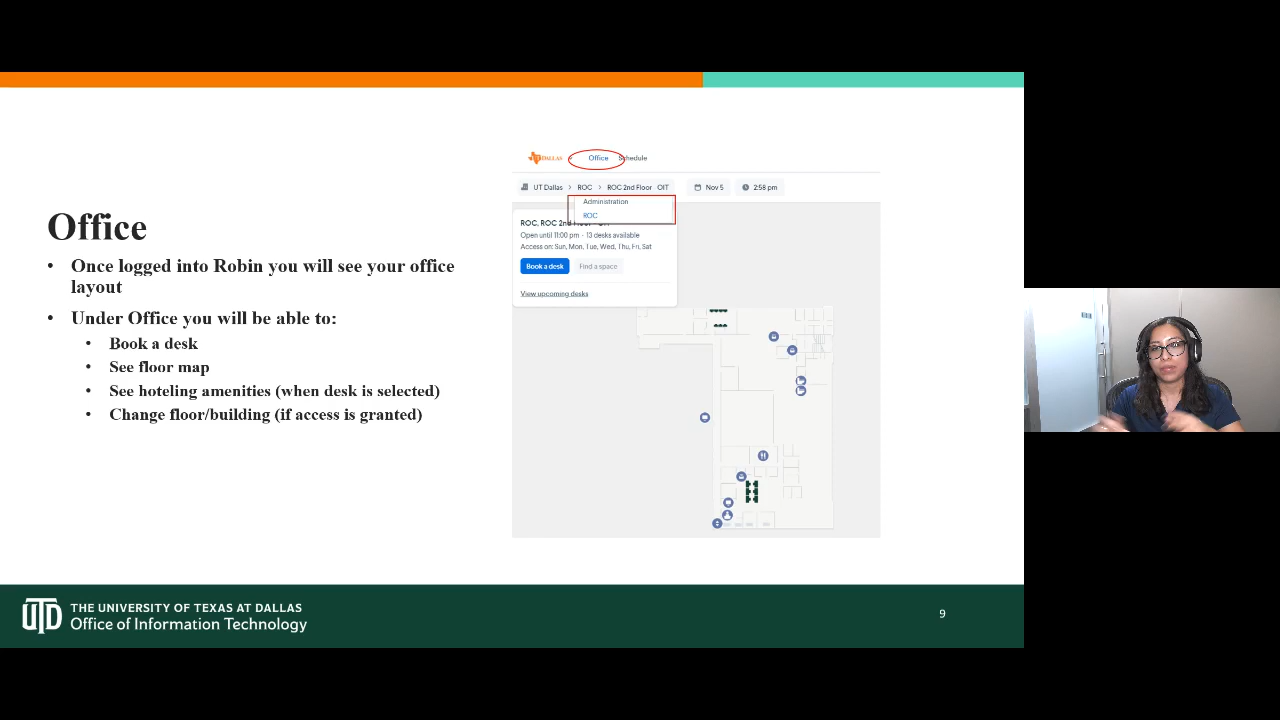 Office
• Once logged into Robin you will see your office
layout
• Under Office you will be able to:
• Book a desk
• See floor map
• See hoteling amenities (when desk is selected)
• Change floor/building (if access is granted)
UT DALLAS Office Schedule
UT Dallas > ROC > ROC 2nd Floor OIT Nov 5 2:58 pm
Administration
ROC
ROC, ROC 2nd
Open until 11:00 pm - 13 desks available
Access on: Sun, Mon, Tue, Wed, Thu, Fri, Sat
Book a desk Find a space
View upcoming desks
UTD
THE UNIVERSITY OF TEXAS AT DALLAS
Office of Information Technology
9